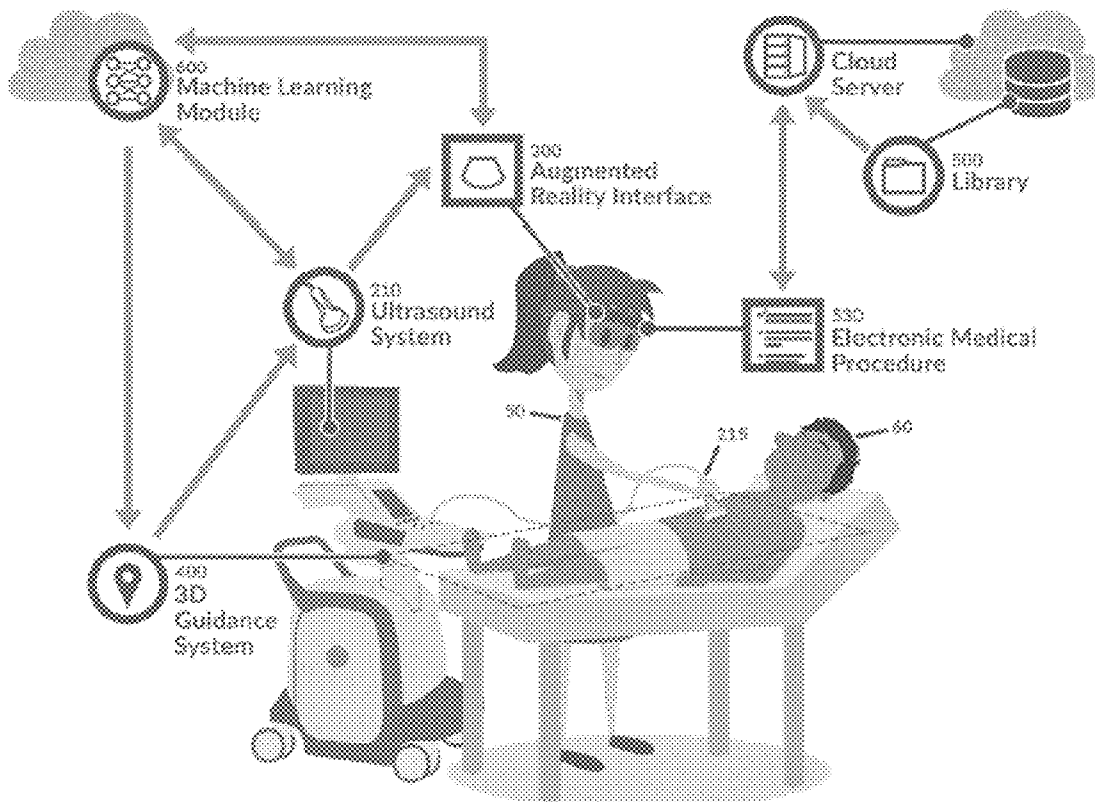 600
Machine Learning
Module
Cloud
Server
300
Augmented
Reality Interface
500
Library
210
Ultrasound
System
530
Electronic Medical
Procedure
50
215
60
400
3D
Guidance
System